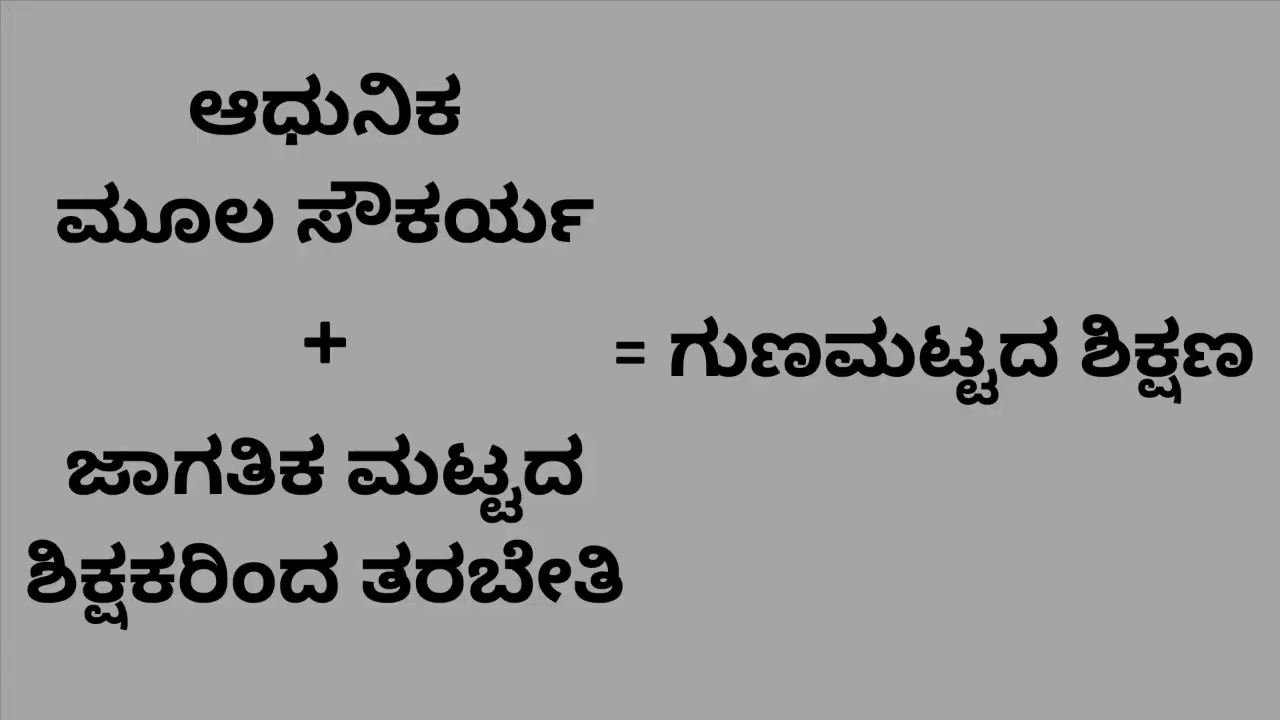 ಆಧುನಿಕ
ಮೂಲ ಸೌಕರ್ಯ
+
ಜಾಗತಿಕ ಮಟ್ಟದ
ಶಿಕ್ಷಕರಿಂದ ತರಬೇತಿ
= ಗುಣಮಟ್ಟದ ಶಿಕ್ಷಣ